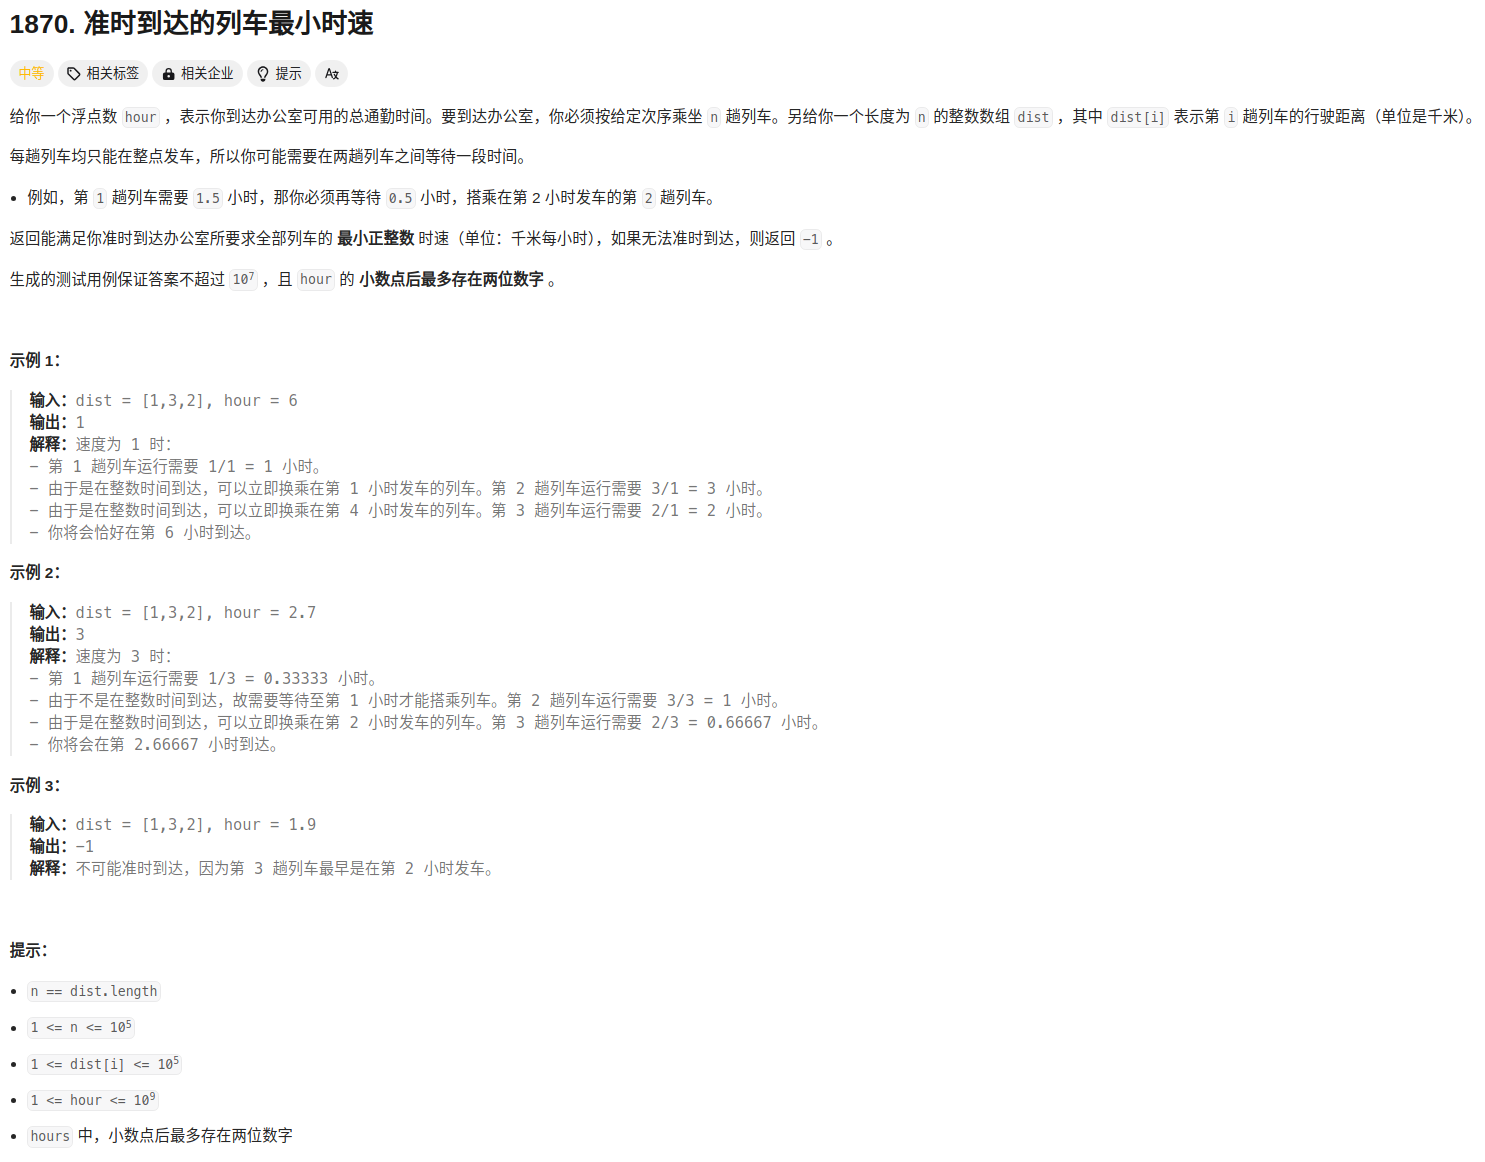 1870. 准时到达的列车最小时速
中等 相关标签 相关企业 提示
给你一个浮点数 hour ，表示你到达办公室可用的总通勤时间。要到达办公室，你必须按给定次序乘坐 n 趟列车。另给你一个长度为 n 的整数数组 dist ，其中 dist[i] 表示第 i 趟列车的行驶距离（单位是千米）。
每趟列车均只能在整点发车，所以你可能需要在两趟列车之间等待一段时间。
• 例如，第 1 趟列车需要 1.5 小时，那你必须再等待 0.5 小时，搭乘在第 2 小时发车的第 2 趟列车。
返回能满足你准时到达办公室所要求全部列车的 最小正整数 时速（单位：千米每小时），如果无法准时到达，则返回 -1 。
生成的测试用例保证答案不超过 10⁷ ，且 hour 的 小数点后最多存在两位数字 。
示例 1：
输入：dist = [1,3,2], hour = 6
输出：1
解释：速度为 1 时：
- 第 1 趟列车运行需要 1/1 = 1 小时。
- 由于是在整数时间到达，可以立即换乘在第 1 小时发车的列车。第 2 趟列车运行需要 3/1 = 3 小时。
- 由于是在整数时间到达，可以立即换乘在第 4 小时发车的列车。第 3 趟列车运行需要 2/1 = 2 小时。
- 你将会恰好在第 6 小时到达。
示例 2：
输入：dist = [1,3,2], hour = 2.7
输出：3
解释：速度为 3 时：
- 第 1 趟列车运行需要 1/3 = 0.33333 小时。
- 由于不是在整数时间到达，故需要等待至第 1 小时才能搭乘列车。第 2 趟列车运行需要 3/3 = 1 小时。
- 由于是在整数时间到达，可以立即换乘在第 2 小时发车的列车。第 3 趟列车运行需要 2/3 = 0.66667 小时。
- 你将会在第 2.66667 小时到达。
示例 3：
输入：dist = [1,3,2], hour = 1.9
输出：-1
解释：不可能准时到达，因为第 3 趟列车最早是在第 2 小时发车。
提示：
• n == dist.length
• 1 <= n <= 10⁵
• 1 <= dist[i] <= 10⁵
• 1 <= hour <= 10⁹
• hours 中，小数点后最多存在两位数字